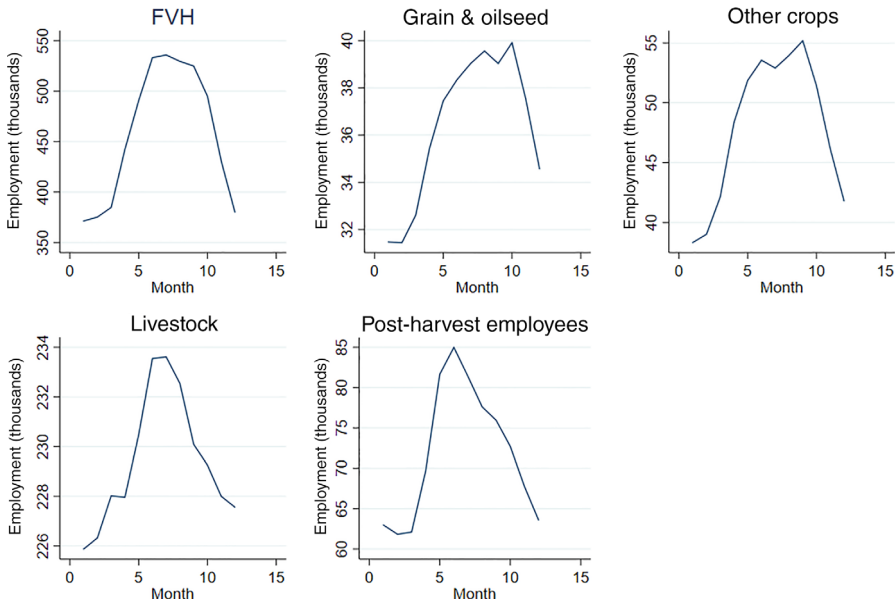 FVH
Employment (thousands)
550
500
450
400
350
0 5 10 15
Month
Grain & oilseed
Employment (thousands)
40
38
36
34
32
0 5 10 15
Month
Other crops
Employment (thousands)
55
50
45
40
0 5 10 15
Month
Livestock
Employment (thousands)
234
232
230
228
226
0 5 10 15
Month
Post-harvest employees
Employment (thousands)
85
80
75
70
65
60
0 5 10 15
Month